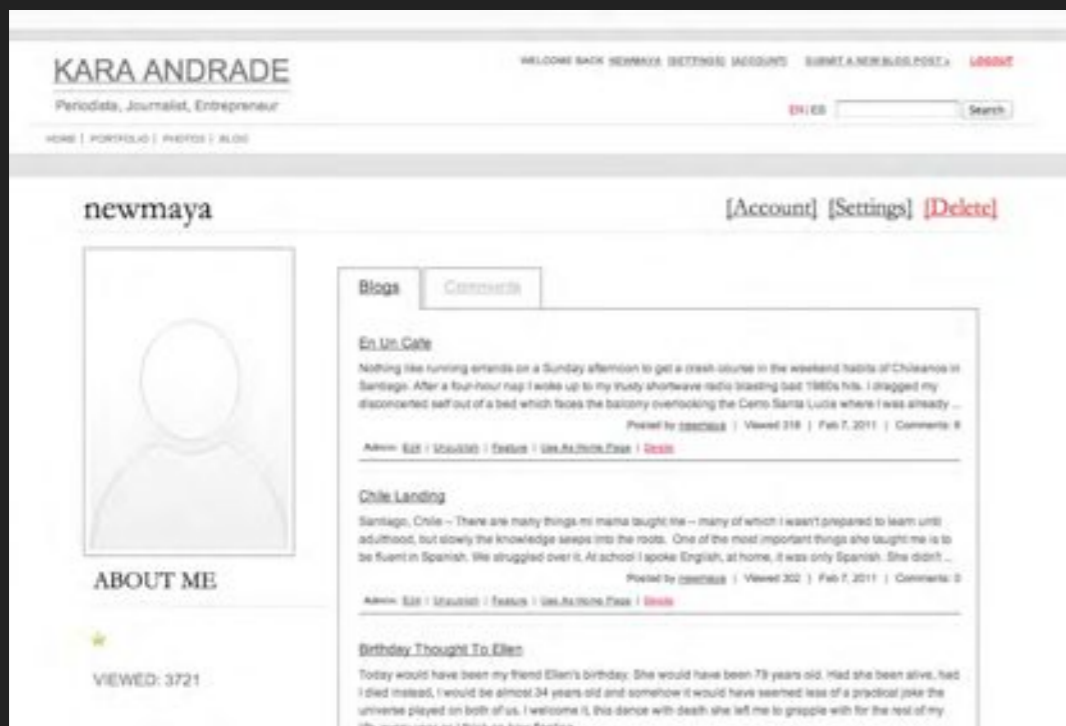 KARA ANDRADE
WELCOME BACK NEWMAYA [SETTINGS] [ACCOUNT] SUBMIT A NEW BLOG POST » LOGOUT
Periodista, Journalist, Entrepreneur
EN | ES Search
HOME | PORTFOLIO | PHOTOS | BLOG
newmaya
[Account] [Settings] [Delete]
Blogs
Comments
En Un Cafe
Nothing like running errands on a Sunday afternoon to get a crash course in the weekend habits of Chileanos in
Santiago. After a four-hour nap I woke up to my trusty shortwave radio blasting bad 1980s hits. I dragged my
disconcerted self out of a bed which faces the balcony overlooking the Cerro Santa Lucia where I was already ...
Posted by newmaya | Viewed 318 | Feb 7, 2011 | Comments:
Admin: Edit | Unpublish | Feature | Use As Home Page | Delete
Chile Landing
Santiago, Chile – There are many things mi mama taught me – many of which I wasn't prepared to learn until
adulthood, but slowly the knowledge seeps into the roots. One of the most important things she taught me is to
be fluent in Spanish. We struggled over it. At school I spoke English, at home, it was only Spanish. She didn't ...
Posted by newmaya | Viewed 302 | Feb 7, 2011 | Comments: 0
Admin: Edit | Unpublish | Feature | Use As Home Page | Delete
Birthday Thought To Ellen
Today would have been my friend Ellen's birthday. She would have been 79 years old. Had she been alive, had
I died instead, I would be almost 34 years old and somehow it would have seemed less of a practical joke the
universe played on both of us. I welcome it, this dance with death she left me to grapple with for the rest of my
ABOUT ME
VIEWED: 3721